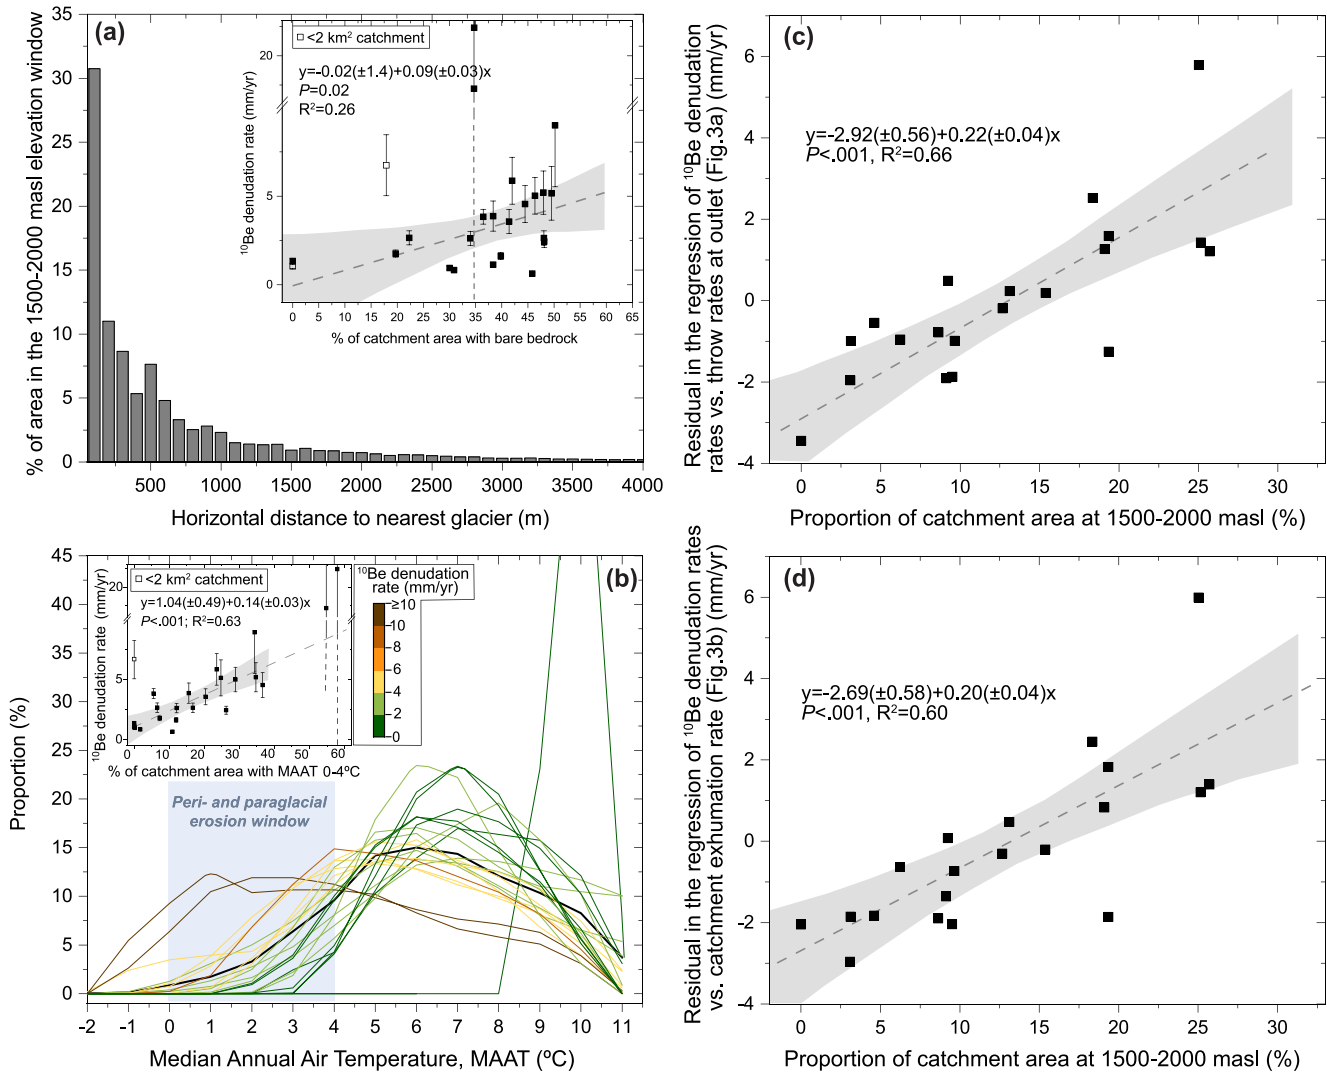 (a)
% of area in the 1500-2000 masl elevation window
35
30
25
20
15
10
5
0
500
1000
1500
2000
2500
3000
3500
4000
Horizontal distance to nearest glacier (m)
<2 km² catchment
y=-0.02(±1.4)+0.09(±0.03)x
P=0.02
R²=0.26
¹⁰Be denudation rate (mm/yr)
20
5
0
0 5 10 15 20 25 30 35 40 45 50 55 60 65
% of catchment area with bare bedrock
(c)
Residual in the regression of ¹⁰Be denudation
rates vs. throw rates at outlet (Fig.3a) (mm/yr)
6
4
2
0
-2
-4
y=-2.92(±0.56)+0.22(±0.04)x
P<.001, R²=0.66
0 5 10 15 20 25 30
Proportion of catchment area at 1500-2000 masl (%)
(b)
Proportion (%)
45
40
35
30
25
20
15
10
5
0
-2 -1 0 1 2 3 4 5 6 7 8 9 10 11
Median Annual Air Temperature, MAAT (ºC)
<2 km² catchment
y=1.04(±0.49)+0.14(±0.03)x
P<.001; R²=0.63
¹⁰Be denudation rate (mm/yr)
20
5
0
0 10 20 30 40 50 60
% of catchment area with MAAT 0-4ºC
¹⁰Be denudation
rate (mm/yr)
≥10
10
8
6
4
2
0
Peri- and paraglacial
erosion window
(d)
Residual in the regression of ¹⁰Be denudation rates
vs. catchment exhumation rate (Fig.3b) (mm/yr)
6
4
2
0
-2
-4
y=-2.69(±0.58)+0.20(±0.04)x
P<.001, R²=0.60
0 5 10 15 20 25 30
Proportion of catchment area at 1500-2000 masl (%)